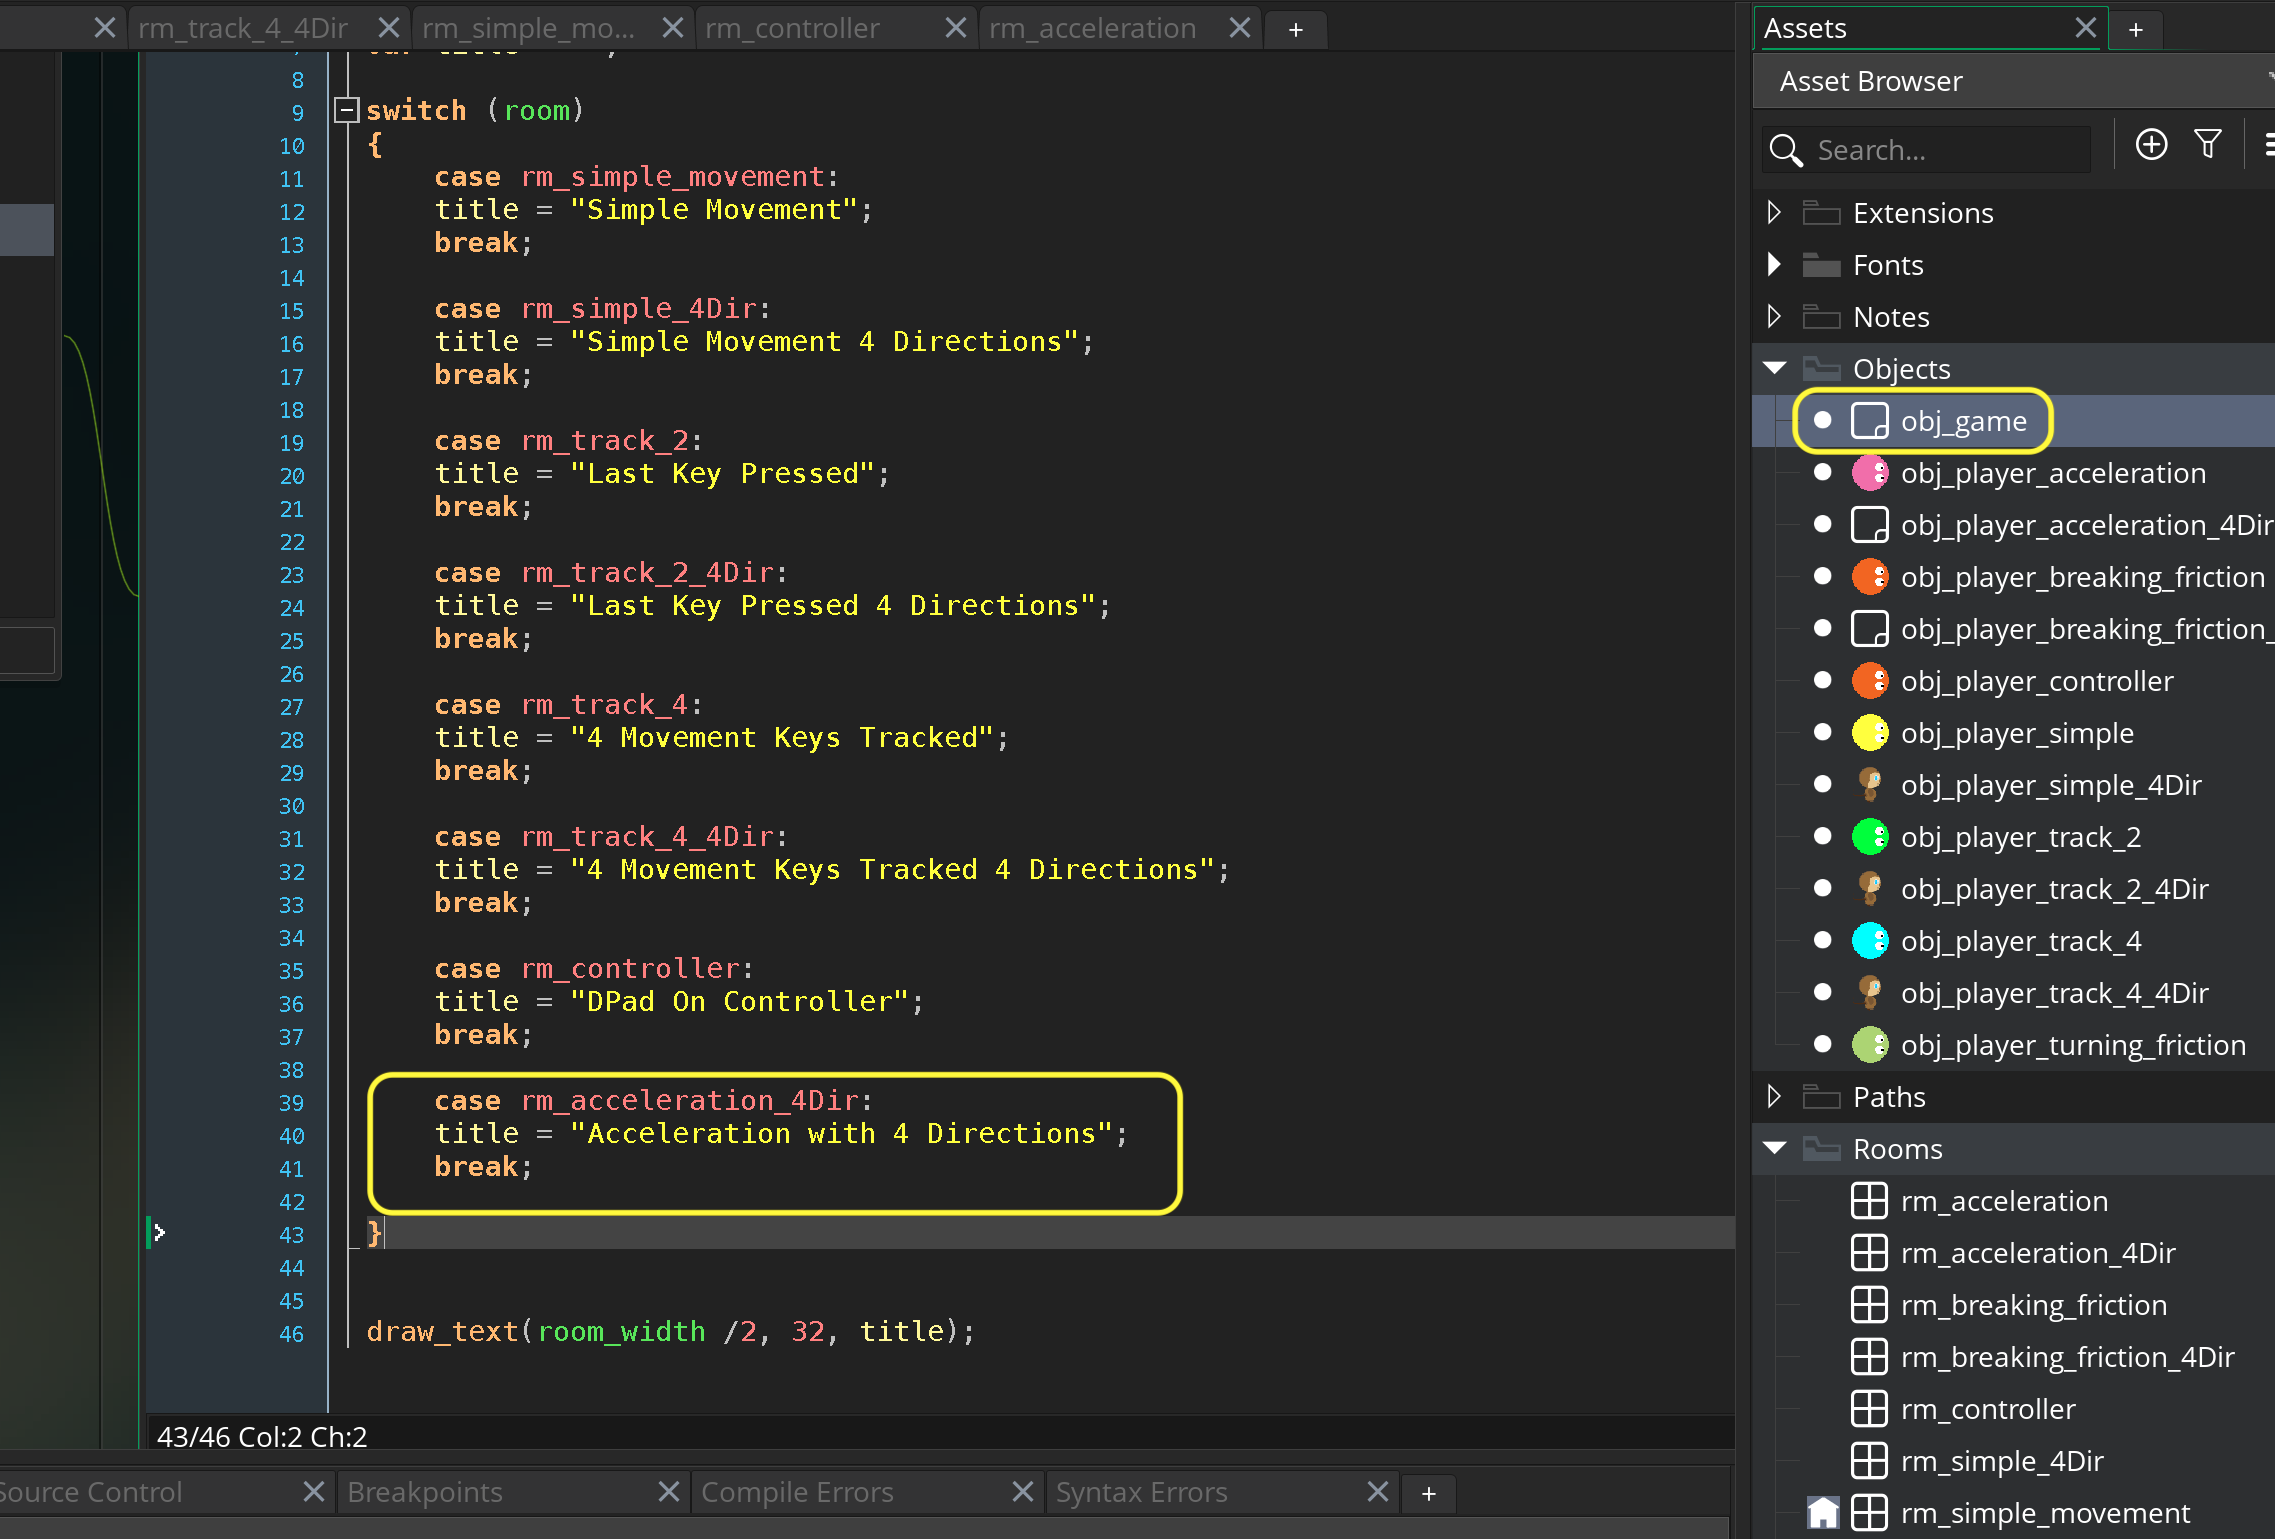 rm_track_4_4Dir
rm_simple_mo...
rm_controller
rm_acceleration
+
8
9 switch (room)
10 {
11 case rm_simple_movement:
12 title = "Simple Movement";
13 break;
14
15 case rm_simple_4Dir:
16 title = "Simple Movement 4 Directions";
17 break;
18
19 case rm_track_2:
20 title = "Last Key Pressed";
21 break;
22
23 case rm_track_2_4Dir:
24 title = "Last Key Pressed 4 Directions";
25 break;
26
27 case rm_track_4:
28 title = "4 Movement Keys Tracked";
29 break;
30
31 case rm_track_4_4Dir:
32 title = "4 Movement Keys Tracked 4 Directions";
33 break;
34
35 case rm_controller:
36 title = "DPad On Controller";
37 break;
38
39 case rm_acceleration_4Dir:
40 title = "Acceleration with 4 Directions";
41 break;
42
43 }
44
45
46 draw_text(room_width /2, 32, title);
43/46 Col:2 Ch:2
Source Control
Breakpoints
Compile Errors
Syntax Errors
+
Assets
+
Asset Browser
Search...
Extensions
Fonts
Notes
Objects
obj_game
obj_player_acceleration
obj_player_acceleration_4Dir
obj_player_breaking_friction
obj_player_breaking_friction_
obj_player_controller
obj_player_simple
obj_player_simple_4Dir
obj_player_track_2
obj_player_track_2_4Dir
obj_player_track_4
obj_player_track_4_4Dir
obj_player_turning_friction
Paths
Rooms
rm_acceleration
rm_acceleration_4Dir
rm_breaking_friction
rm_breaking_friction_4Dir
rm_controller
rm_simple_4Dir
rm_simple_movement